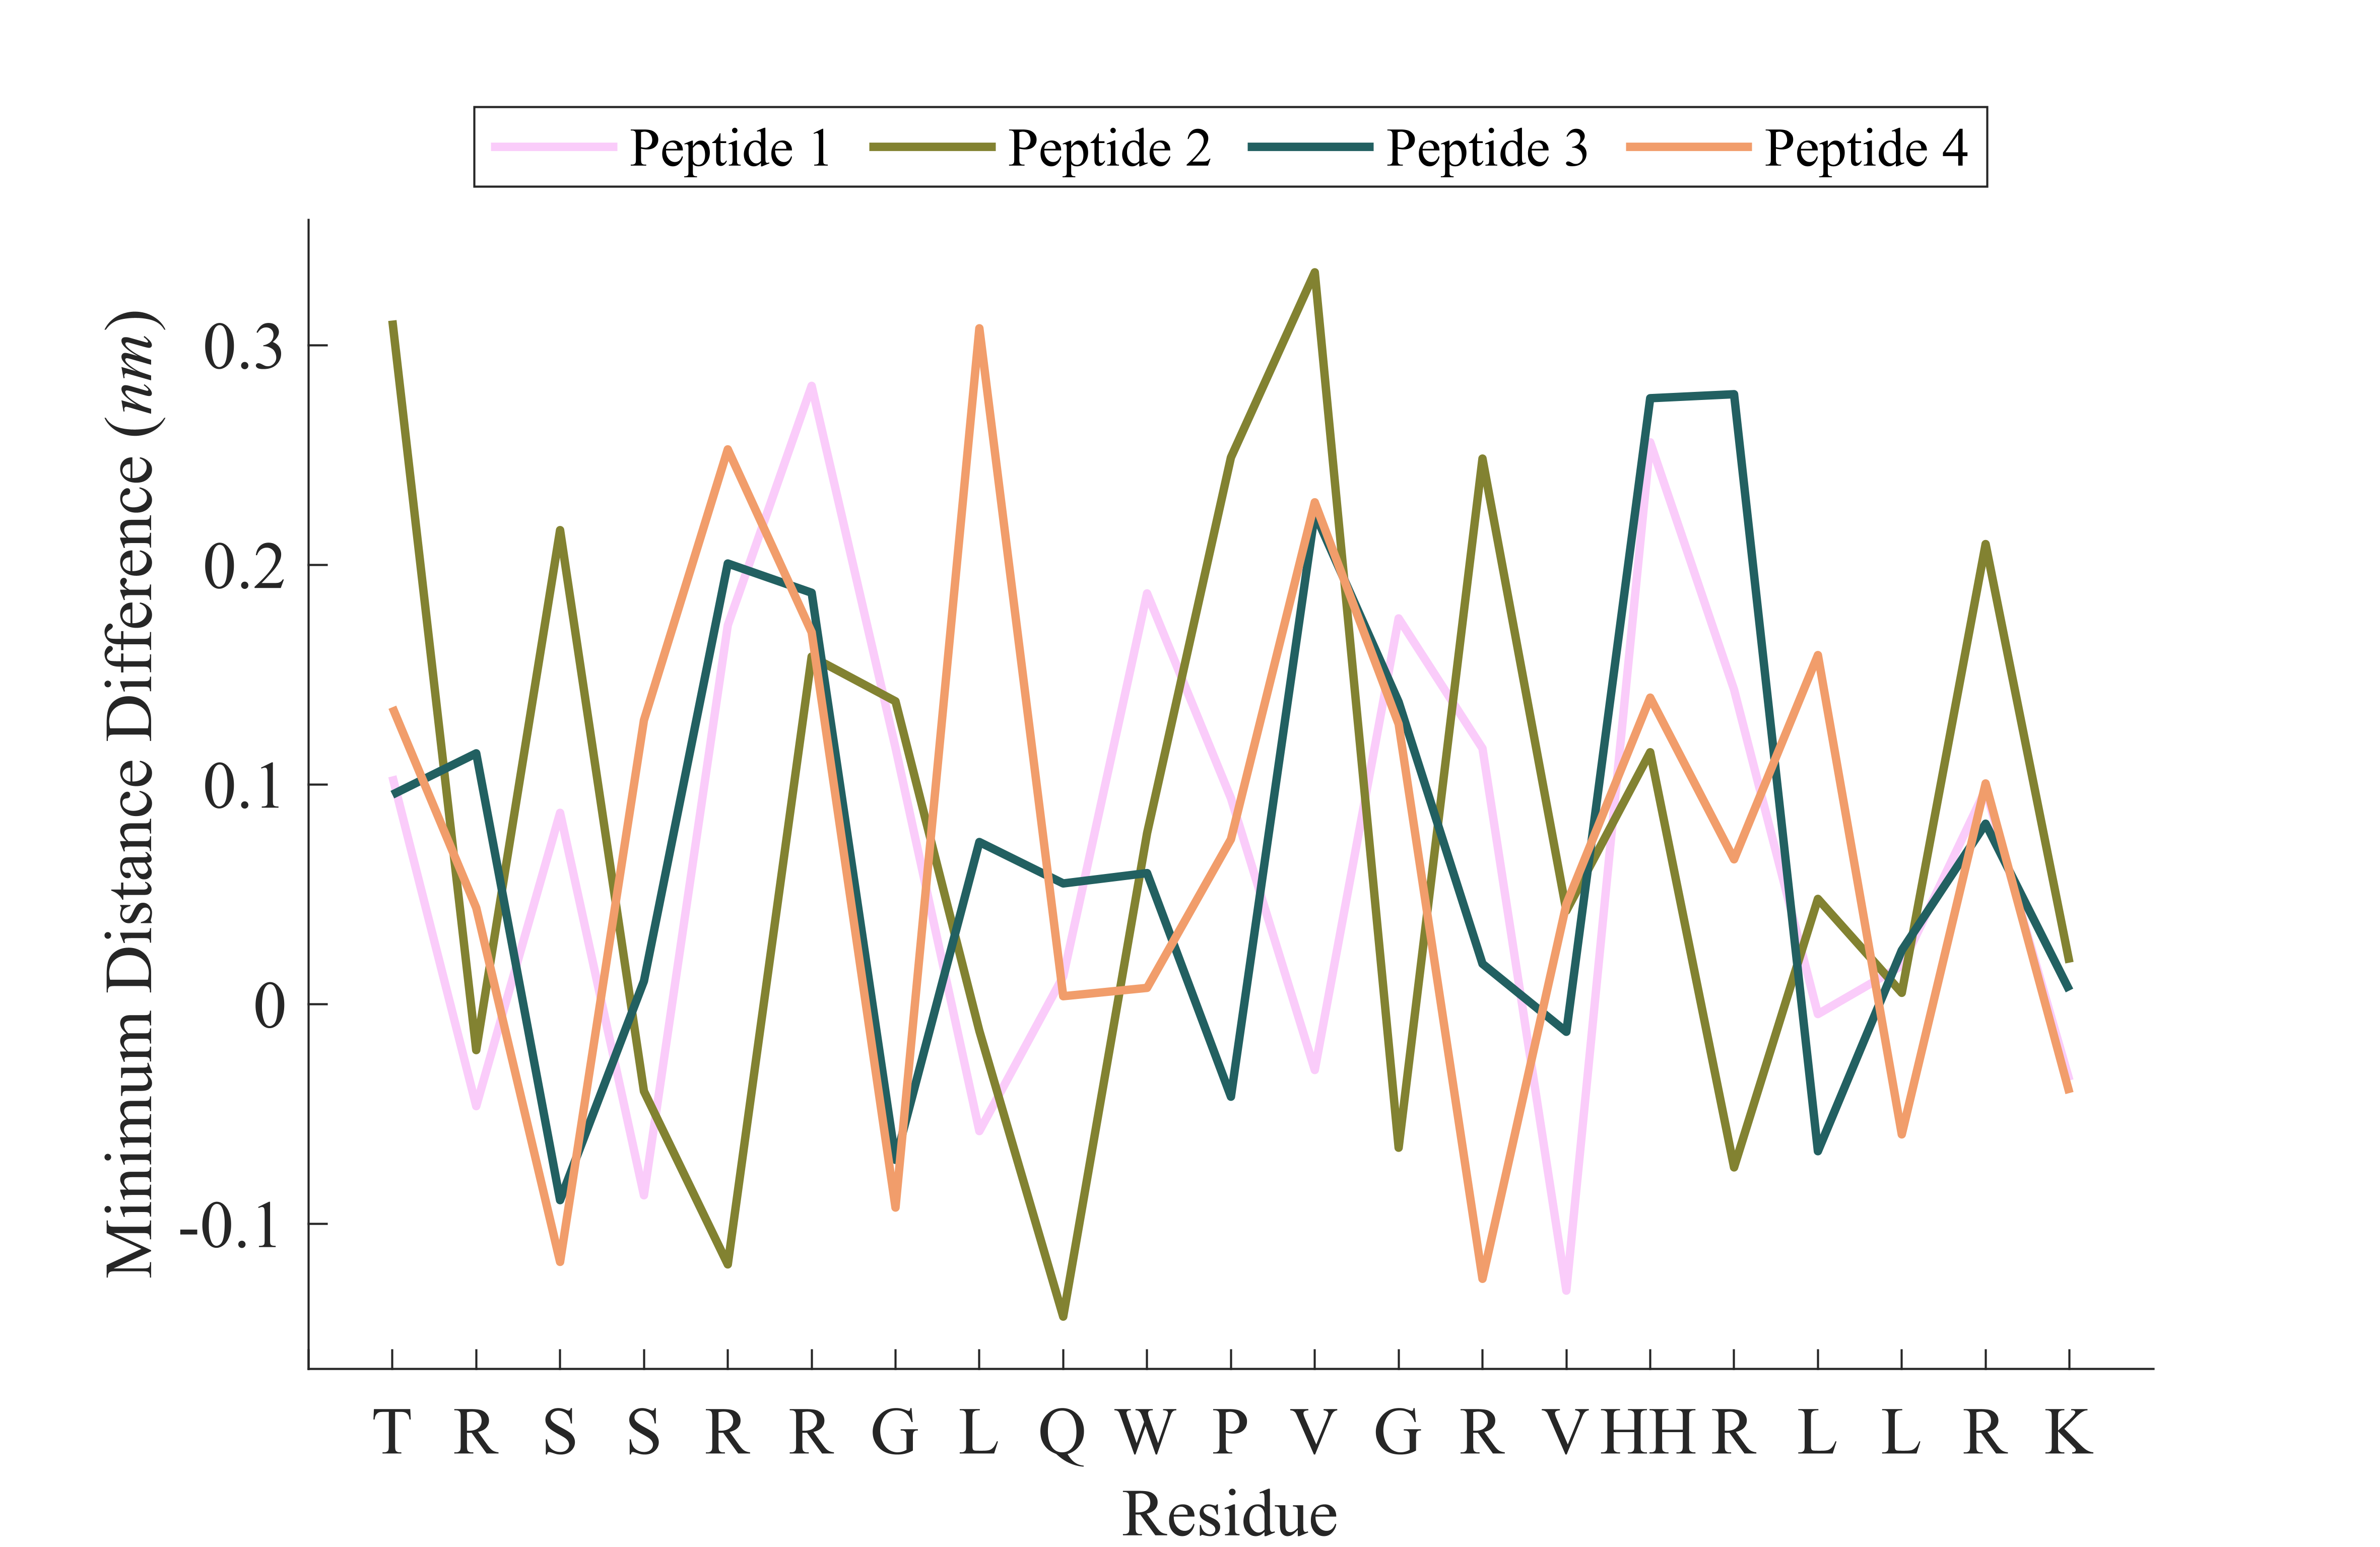 Peptide 1 Peptide 2 Peptide 3 Peptide 4
Minimum Distance Difference (nm)
0.3
0.2
0.1
0
-0.1
T R S S R R G L Q W P V G R V HH R L L R K
Residue